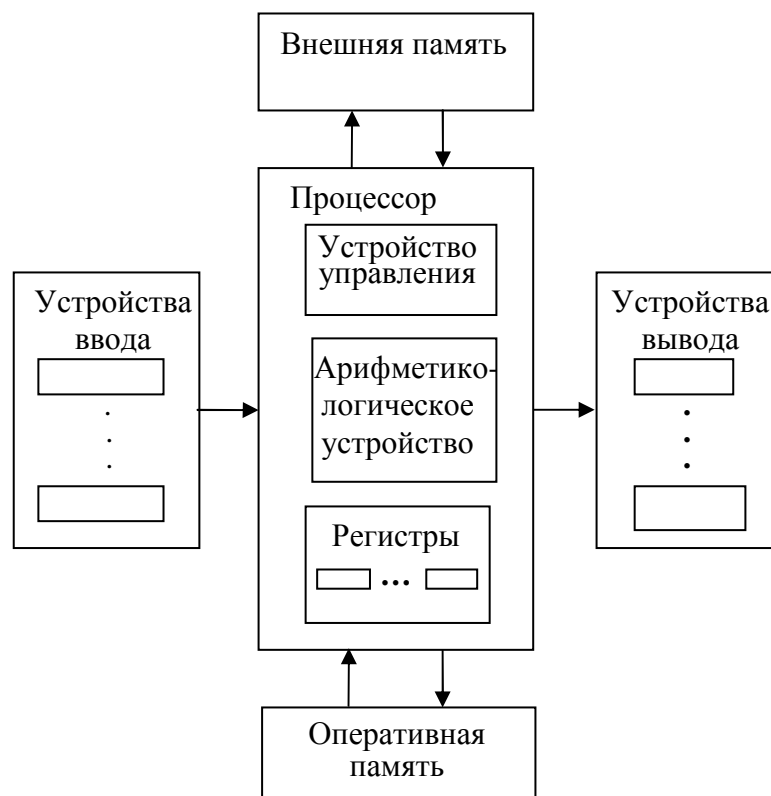 Внешняя память
Процессор
Устройство
управления
Устройства
ввода
Арифметико-
логическое
устройство
Устройства
вывода
Регистры
...
Оперативная
память